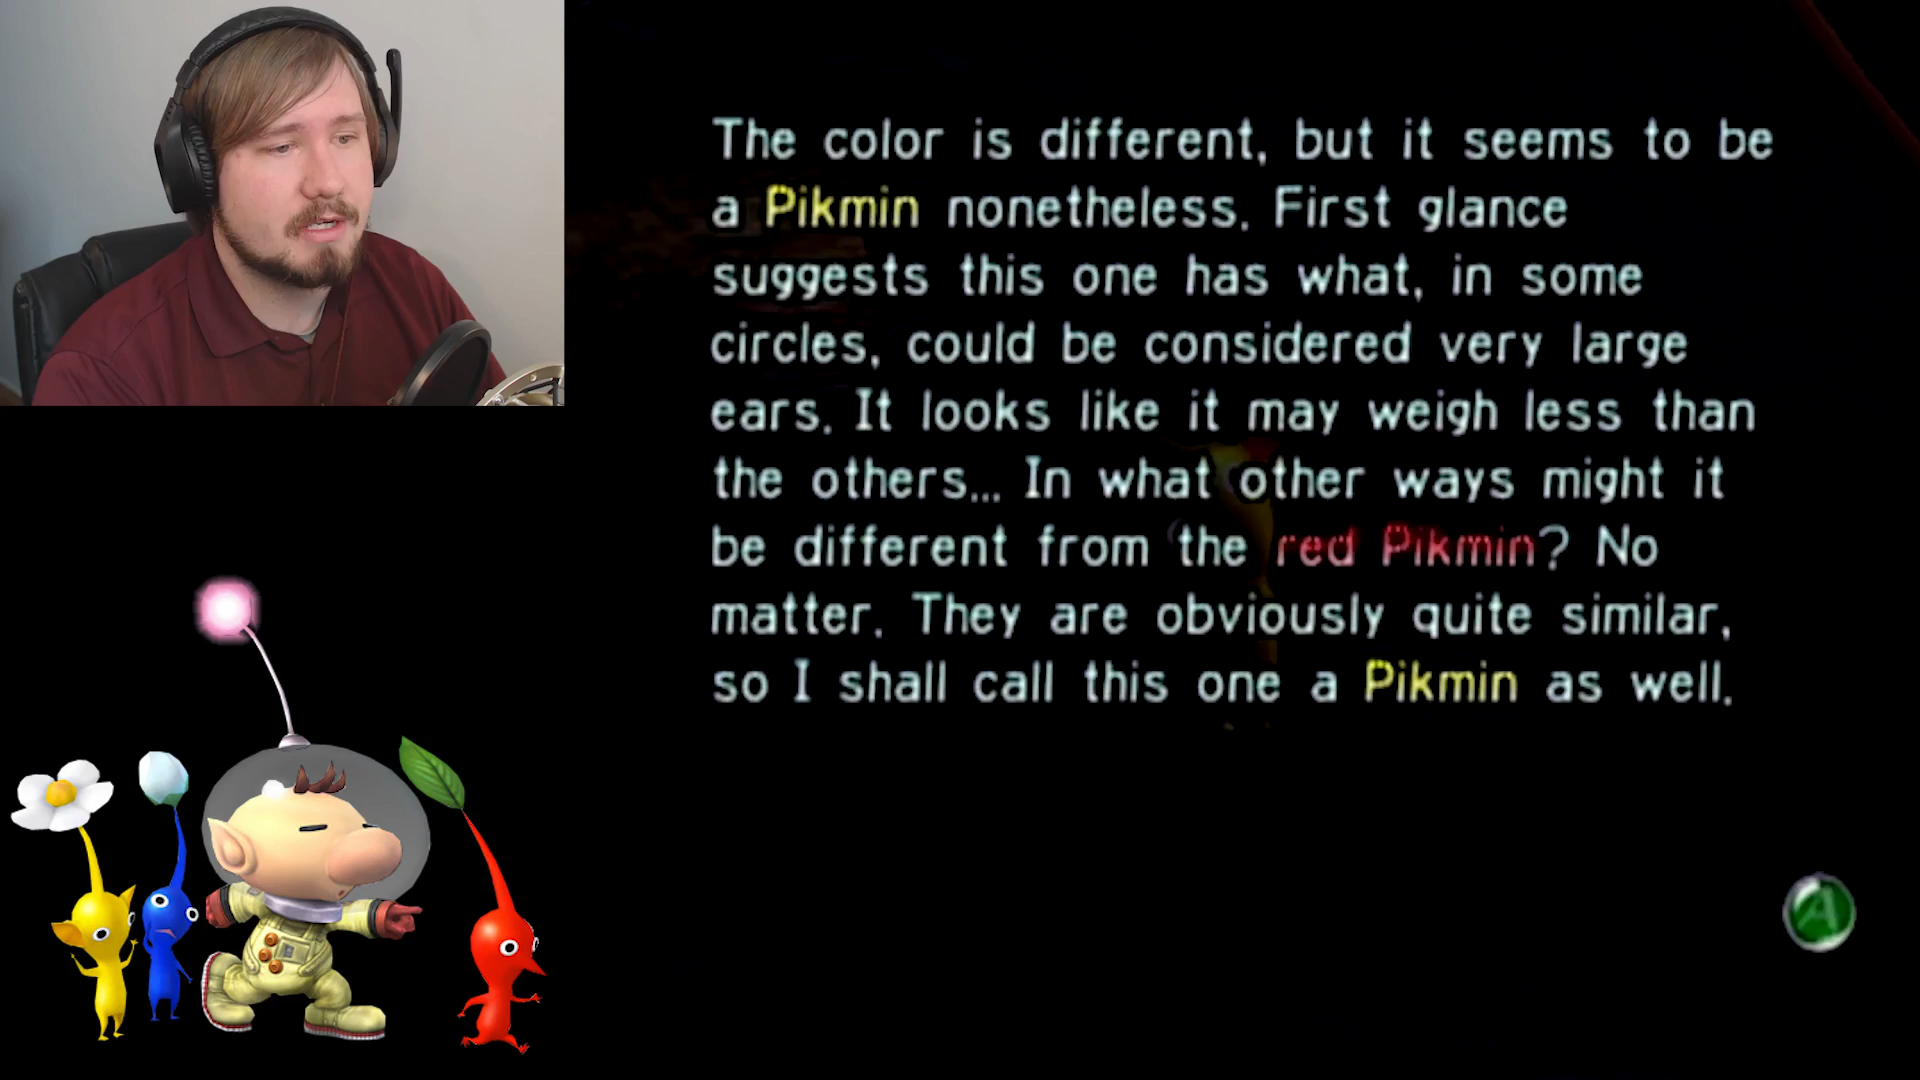 The color is different, but it seems to be
a Pikmin nonetheless. First glance
suggests this one has what, in some
circles, could be considered very large
ears. It looks like it may weigh less than
the others... In what other ways might it
be different from the red Pikmin? No
matter. They are obviously quite similar,
so I shall call this one a Pikmin as well.
A